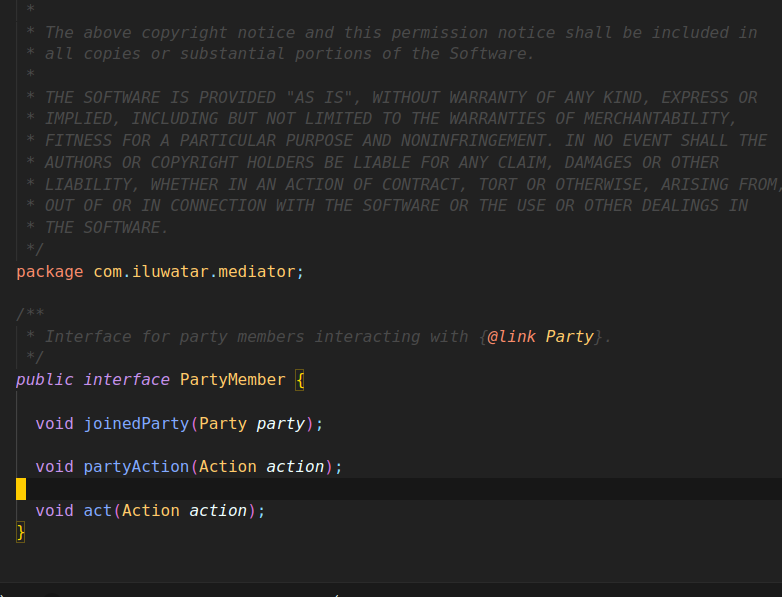 *
* The above copyright notice and this permission notice shall be included in
* all copies or substantial portions of the Software.
*
* THE SOFTWARE IS PROVIDED "AS IS", WITHOUT WARRANTY OF ANY KIND, EXPRESS OR
* IMPLIED, INCLUDING BUT NOT LIMITED TO THE WARRANTIES OF MERCHANTABILITY,
* FITNESS FOR A PARTICULAR PURPOSE AND NONINFRINGEMENT. IN NO EVENT SHALL THE
* AUTHORS OR COPYRIGHT HOLDERS BE LIABLE FOR ANY CLAIM, DAMAGES OR OTHER
* LIABILITY, WHETHER IN AN ACTION OF CONTRACT, TORT OR OTHERWISE, ARISING FROM,
* OUT OF OR IN CONNECTION WITH THE SOFTWARE OR THE USE OR OTHER DEALINGS IN
* THE SOFTWARE.
*/
package com.iluwatar.mediator;
/**
* Interface for party members interacting with {@link Party}.
*/
public interface PartyMember {
void joinedParty(Party party);
void partyAction(Action action);
void act(Action action);
}